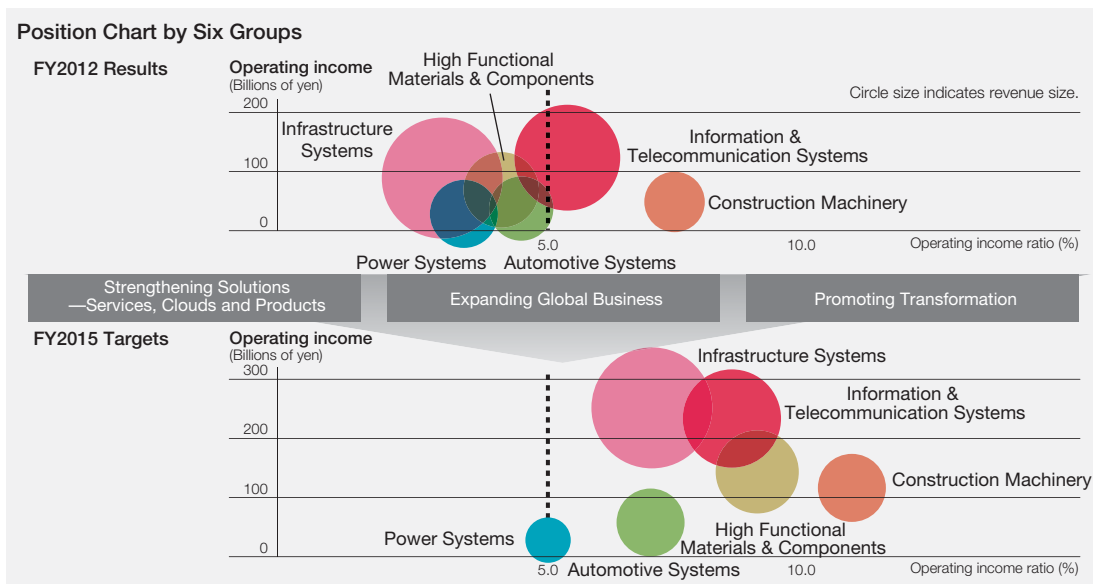 Position Chart by Six Groups
FY2012 Results
Operating income
(Billions of yen)
High Functional
Materials & Components
Circle size indicates revenue size.
200
Infrastructure
Systems
Information &
Telecommunication Systems
100
Construction Machinery
0
5.0
10.0
Operating income ratio (%)
Power Systems
Automotive Systems
Strengthening Solutions
—Services, Clouds and Products
Expanding Global Business
Promoting Transformation
FY2015 Targets
Operating income
(Billions of yen)
Infrastructure Systems
300
Information &
Telecommunication Systems
200
Construction Machinery
100
Power Systems
High Functional
Materials & Components
0
5.0
Automotive Systems
10.0
Operating income ratio (%)